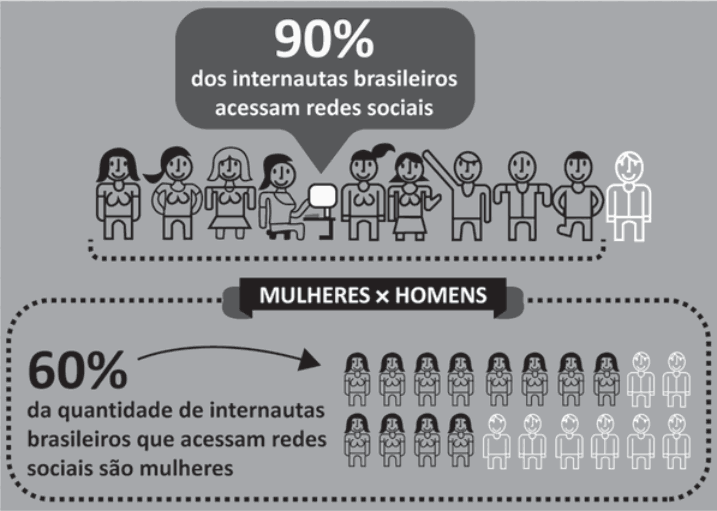 90%
dos internautas brasileiros
acessam redes sociais
MULHERES × HOMENS
60%
da quantidade de internautas
brasileiros que acessam redes
sociais são mulheres